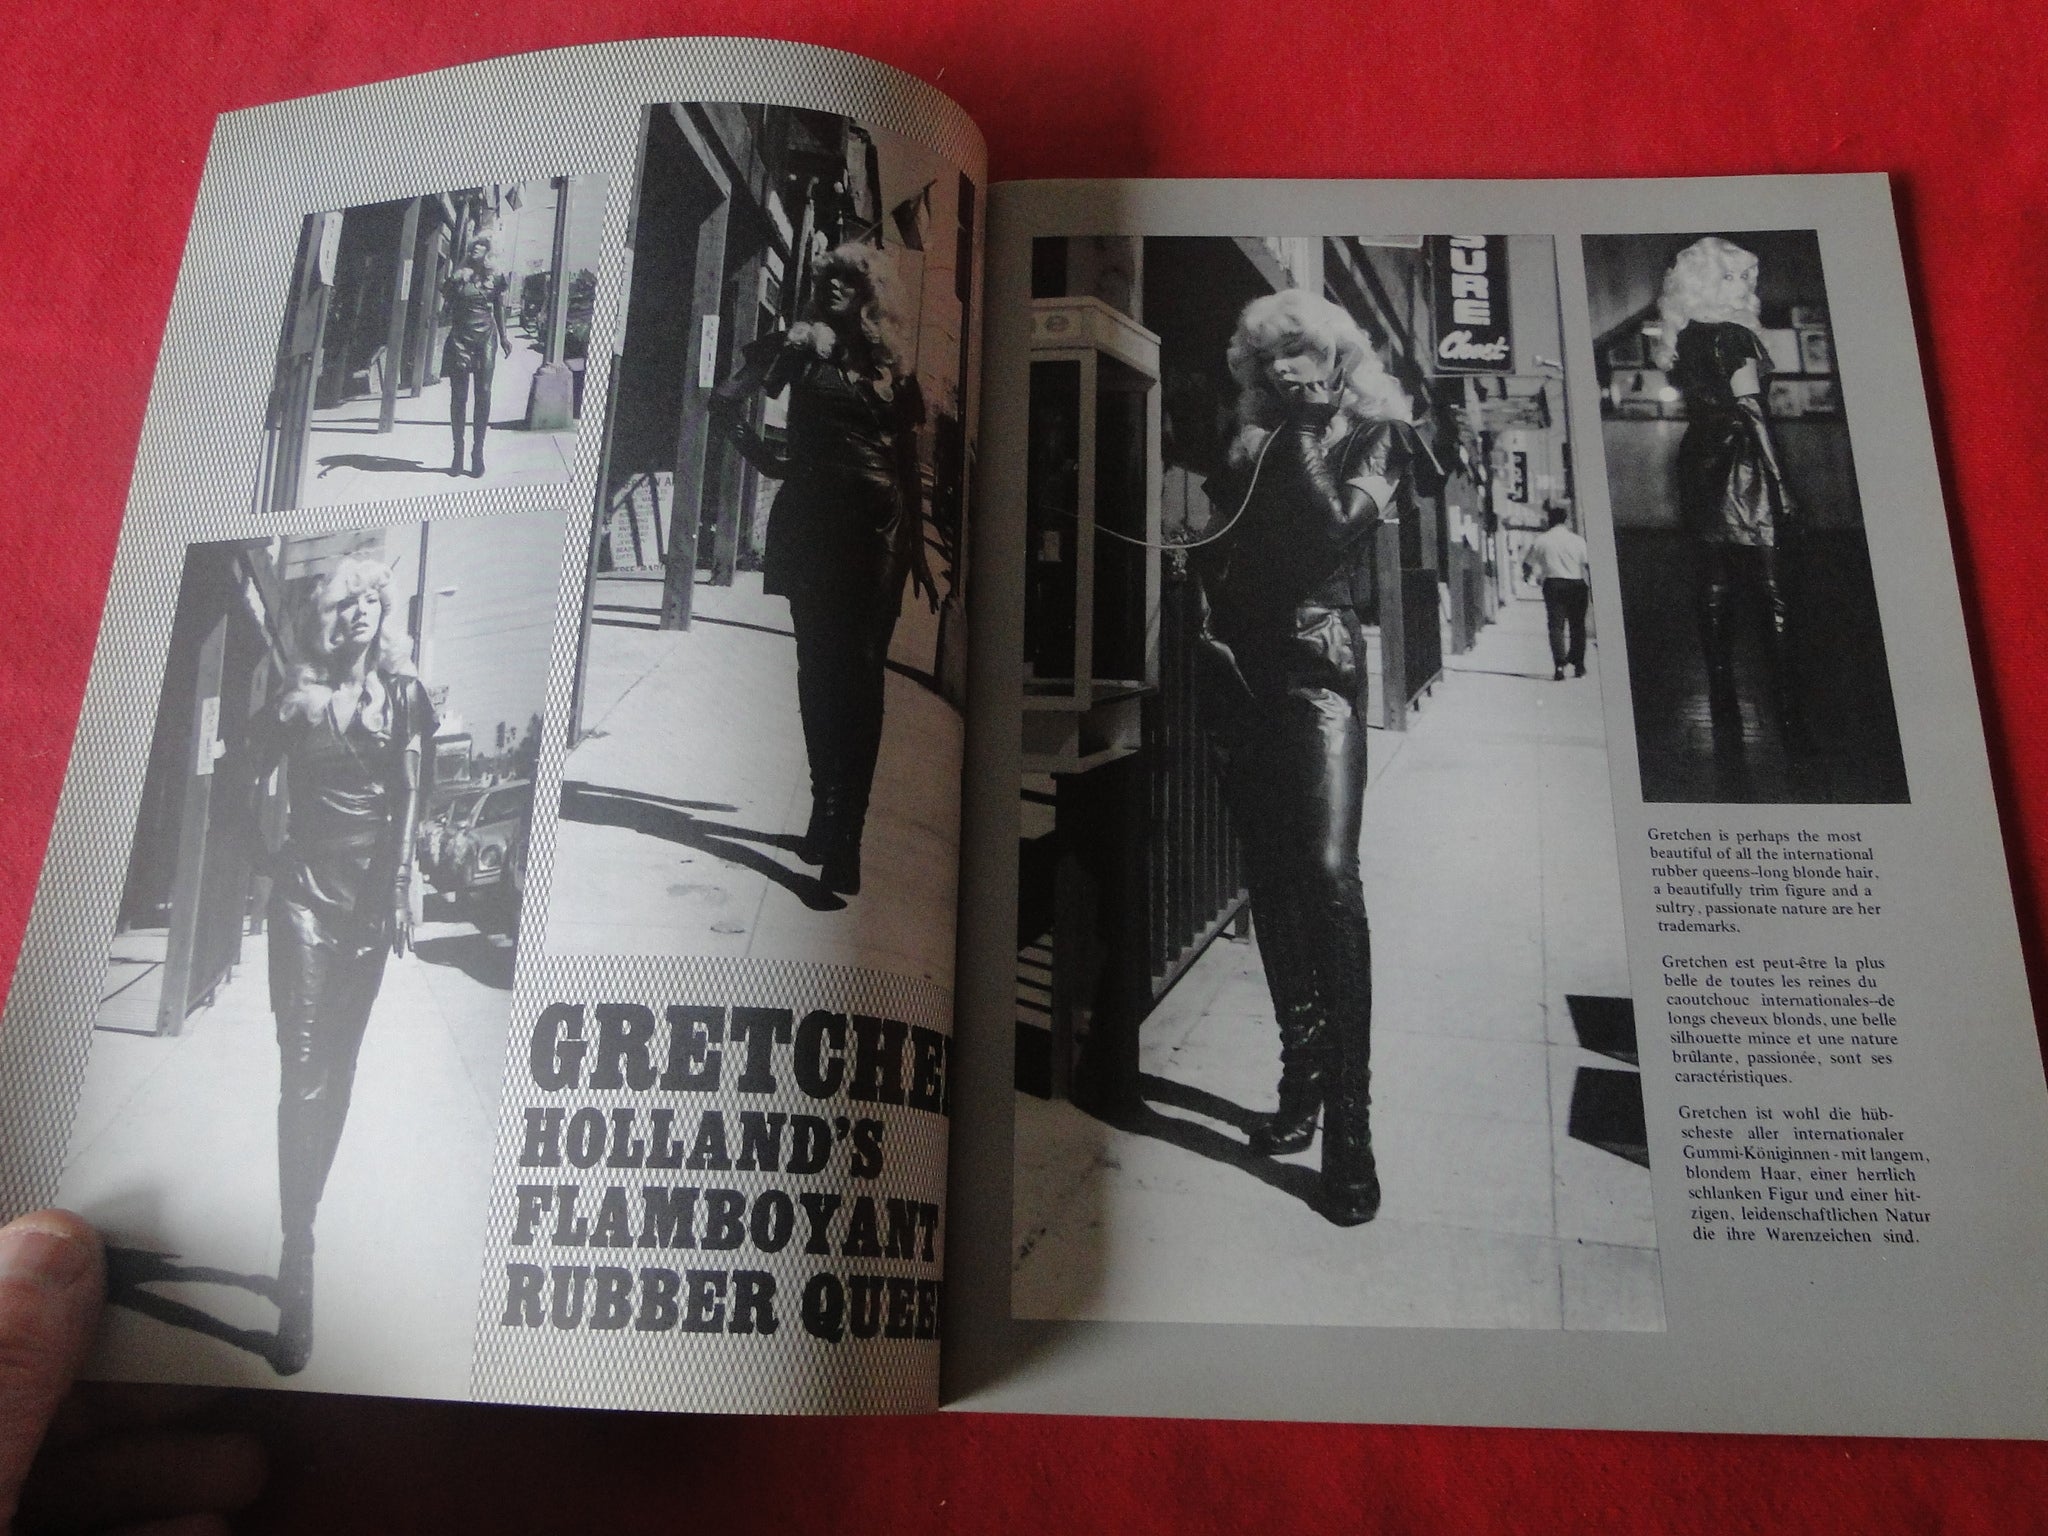 GRETCHE
HOLLAND'S
FLAMBOYANT
RUBBER QUEE
SURE
Chest
Gretchen is perhaps the most
beautiful of all the international
rubber queens--long blonde hair,
a beautifully trim figure and a
sultry, passionate nature are her
trademarks.
Gretchen est peut-être la plus
belle de toutes les reines du
caoutchouc internationales--de
longs cheveux blonds, une belle
silhouette mince et une nature
brûlante, passionée, sont ses
caractéristiques.
Gretchen ist wohl die hüb-
scheste aller internationaler
Gummi-Königinnen - mit langem,
blondem Haar, einer herrlich
schlanken Figur und einer hit-
zigen, leidenschaftlichen Natur
die ihre Warenzeichen sind.